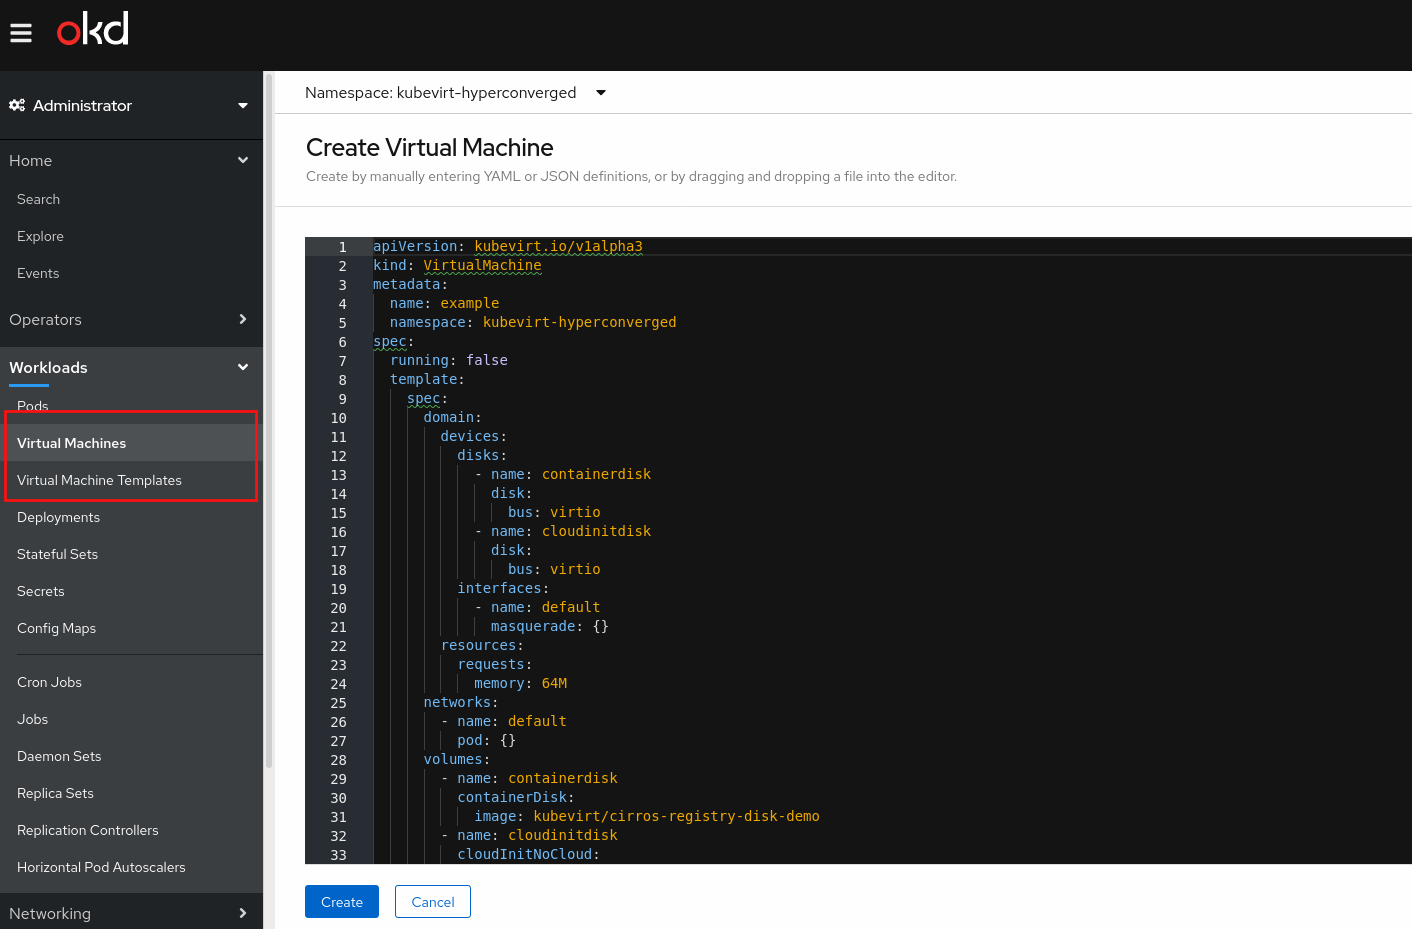 okd
Administrator
Home
Search
Explore
Events
Operators
Workloads
Pods
Virtual Machines
Virtual Machine Templates
Deployments
Stateful Sets
Secrets
Config Maps
Cron Jobs
Jobs
Daemon Sets
Replica Sets
Replication Controllers
Horizontal Pod Autoscalers
Networking
Namespace: kubevirt-hyperconverged
Create Virtual Machine
Create by manually entering YAML or JSON definitions, or by dragging and dropping a file into the editor.
1 apiVersion: kubevirt.io/v1alpha3
2 kind: VirtualMachine
3 metadata:
4   name: example
5   namespace: kubevirt-hyperconverged
6 spec:
7   running: false
8   template:
9     spec:
10       domain:
11         devices:
12           disks:
13             - name: containerdisk
14               disk:
15                 bus: virtio
16             - name: cloudinitdisk
17               disk:
18                 bus: virtio
19           interfaces:
20             - name: default
21               masquerade: {}
22         resources:
23           requests:
24             memory: 64M
25       networks:
26         - name: default
27           pod: {}
28       volumes:
29         - name: containerdisk
30           containerDisk:
31             image: kubevirt/cirros-registry-disk-demo
32         - name: cloudinitdisk
33           cloudInitNoCloud:
Create Cancel